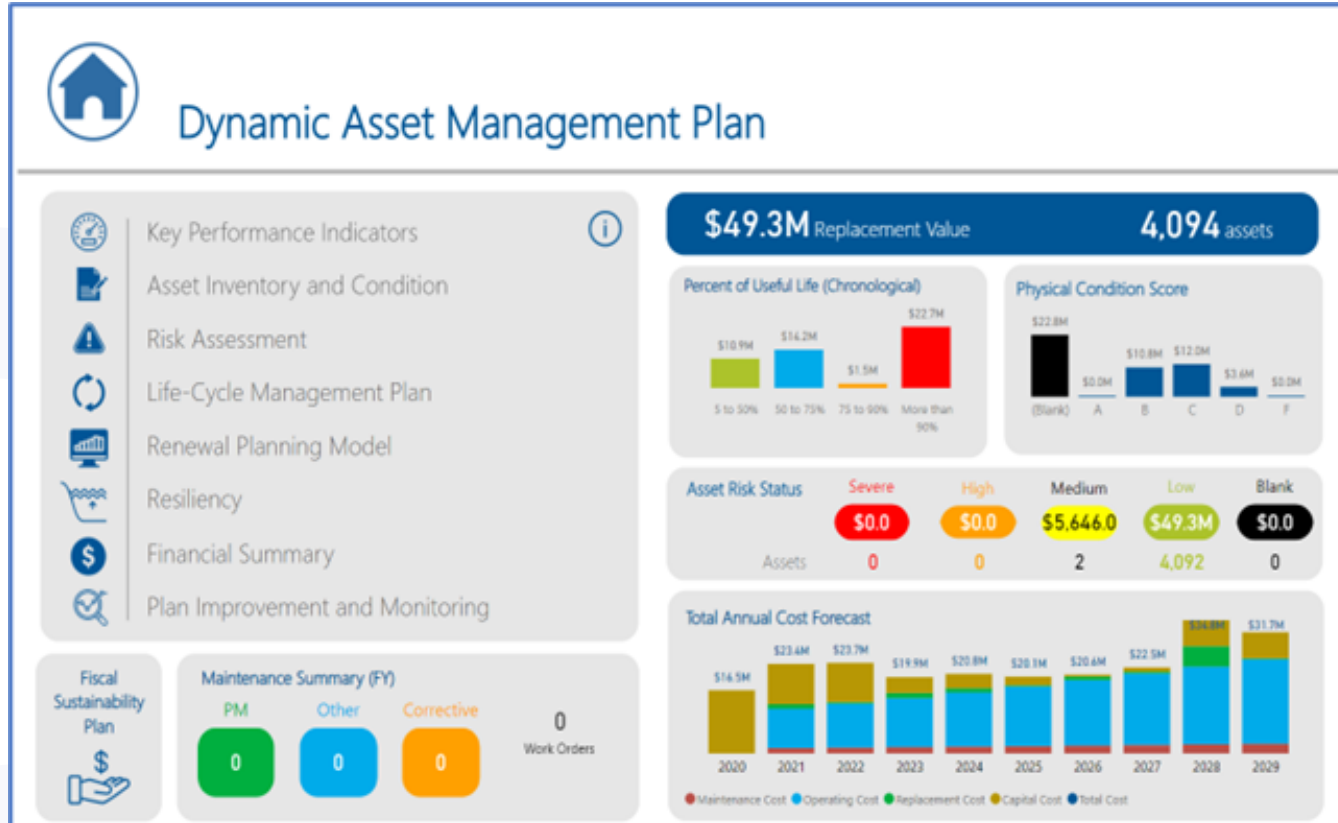 Dynamic Asset Management Plan
Key Performance Indicators
Asset Inventory and Condition
Risk Assessment
Life-Cycle Management Plan
Renewal Planning Model
Resiliency
Financial Summary
Plan Improvement and Monitoring
Fiscal
Sustainability
Plan
Maintenance Summary (FY)
PM Other Corrective
0 0 0
0
Work Orders
$49.3M Replacement Value 4,094 assets
Percent of Useful Life (Chronological)
$10.9M $14.2M $1.5M $22.7M
5 to 50% 50 to 75% 75 to 90% More than
90%
Physical Condition Score
$22.8M $0.0M $10.8M $12.0M $3.6M $0.0M
(Blank) A B C D F
Asset Risk Status Severe High Medium Low Blank
$0.0 $0.0 $5,646.0 $49.3M $0.0
Assets 0 0 2 4,092 0
Total Annual Cost Forecast
$16.5M $23.4M $23.7M $19.9M $20.8M $20.1M $20.6M $22.5M $34.8M $31.7M
2020 2021 2022 2023 2024 2025 2026 2027 2028 2029
Maintenance Cost Operating Cost Replacement Cost Capital Cost Total Cost